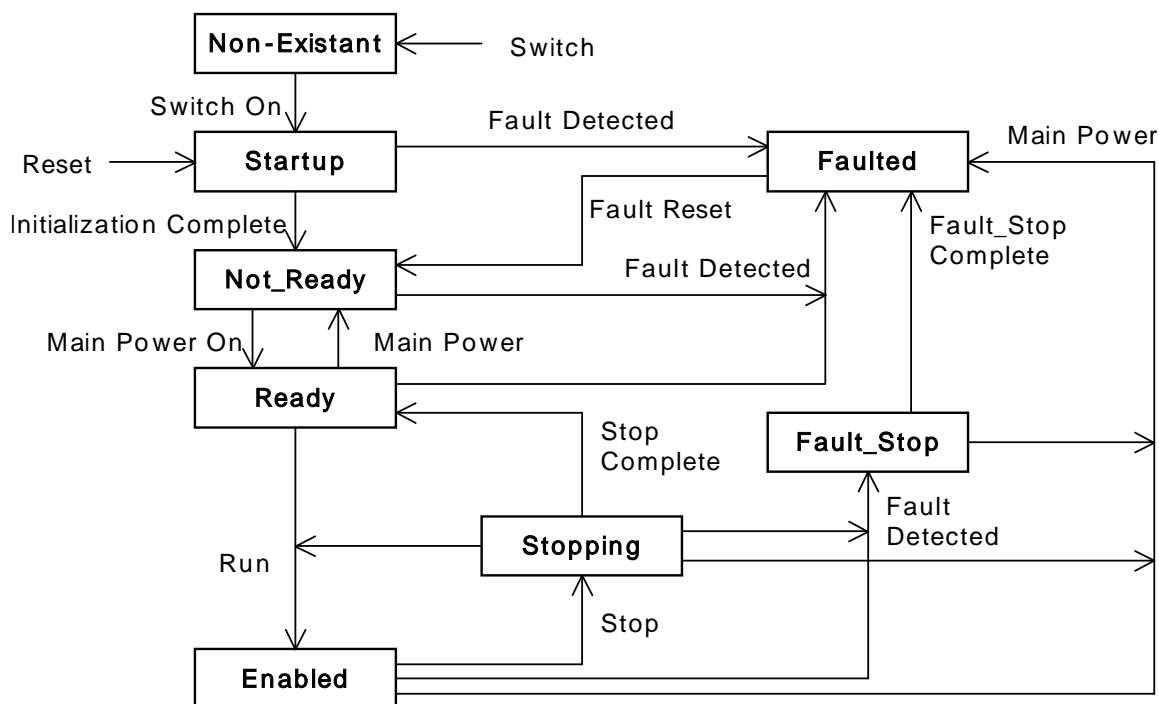 Non-Existant
Switch
Switch On
Fault Detected
Main Power
Reset
Startup
Faulted
Initialization Complete
Fault Reset
Fault_Stop
Complete
Not_Ready
Fault Detected
Main Power On
Main Power
Ready
Stop
Complete
Fault_Stop
Fault
Detected
Stopping
Run
Stop
Enabled